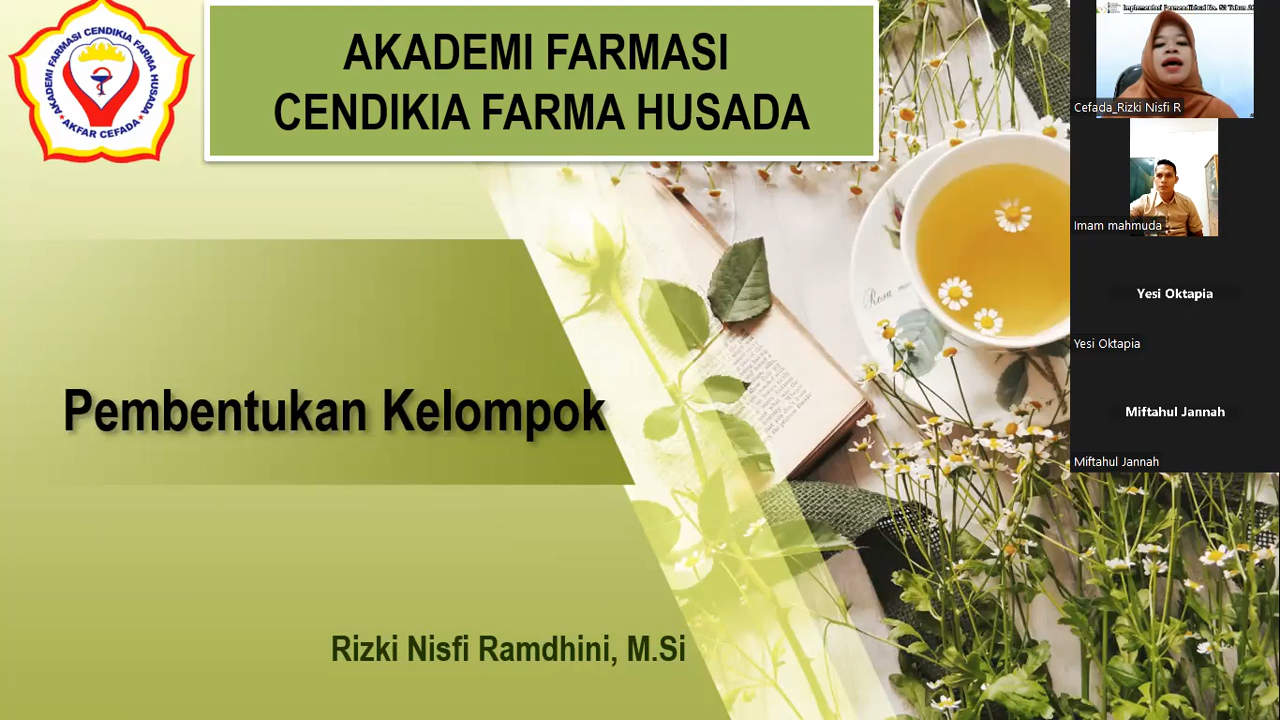 AKADEMI FARMASI CENDIKIA FARMA HUSADA
AKFAR CEFADA
AKADEMI FARMASI
CENDIKIA FARMA HUSADA
Pembentukan Kelompok
Rizki Nisfi Ramdhini, M.Si
Cefada_Rizki Nisfi R
Imam mahmuda
Yesi Oktapia
Yesi Oktapia
Miftahul Jannah
Miftahul Jannah